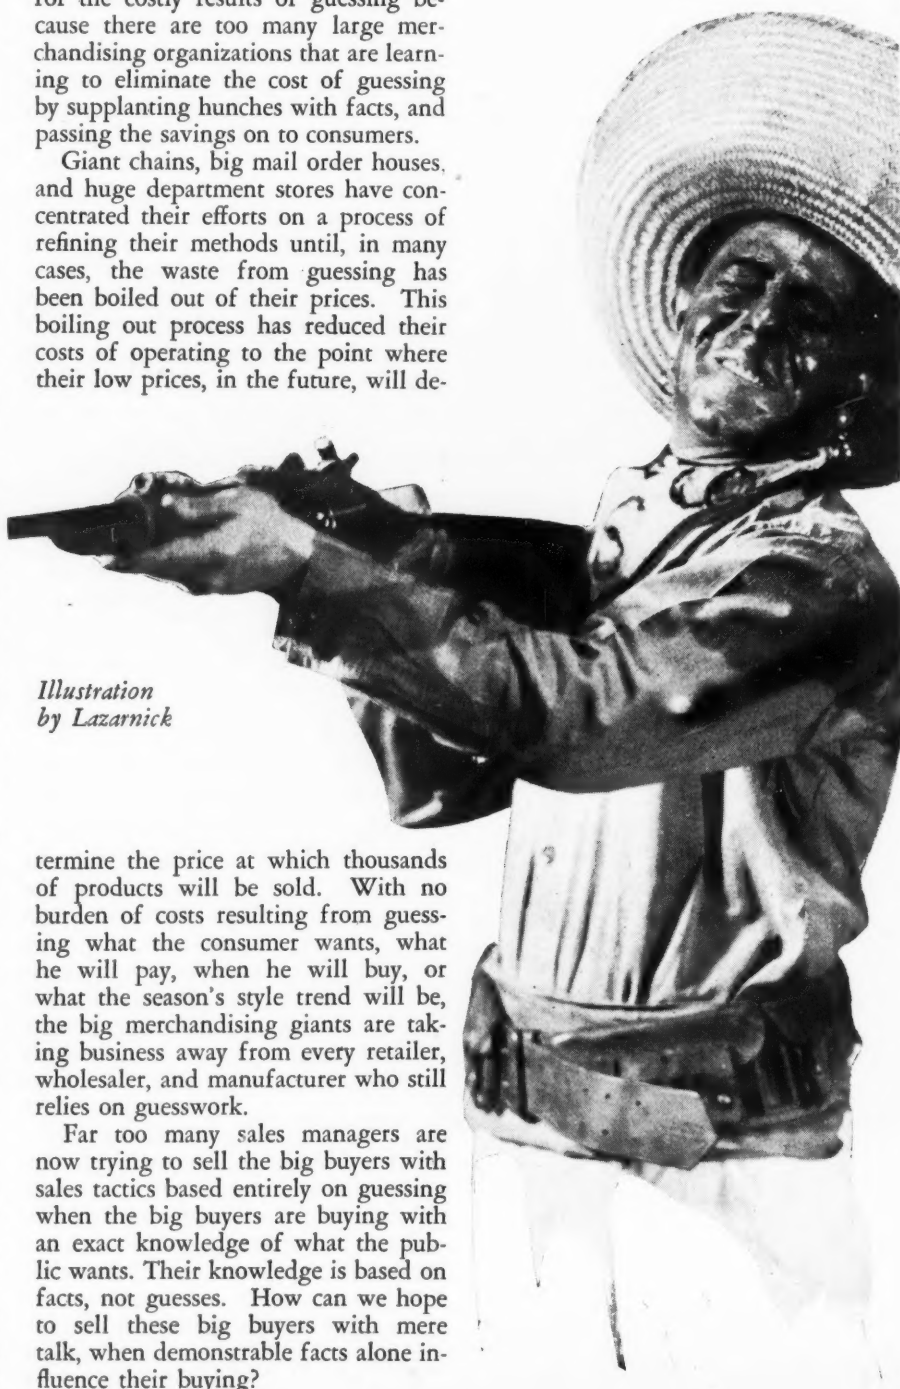 for the costly results of guessing be-
cause there are too many large mer-
chandising organizations that are learn-
ing to eliminate the cost of guessing
by supplanting hunches with facts, and
passing the savings on to consumers.
Giant chains, big mail order houses,
and huge department stores have con-
centrated their efforts on a process of
refining their methods until, in many
cases, the waste from guessing has
been boiled out of their prices. This
boiling out process has reduced their
costs of operating to the point where
their low prices, in the future, will de-
Illustration
by Lazarnick
termine the price at which thousands
of products will be sold. With no
burden of costs resulting from guess-
ing what the consumer wants, what
he will pay, when he will buy, or
what the season's style trend will be,
the big merchandising giants are tak-
ing business away from every retailer,
wholesaler, and manufacturer who still
relies on guesswork.
Far too many sales managers are
now trying to sell the big buyers with
sales tactics based entirely on guessing
when the big buyers are buying with
an exact knowledge of what the pub-
lic wants. Their knowledge is based on
facts, not guesses. How can we hope
to sell these big buyers with mere
talk, when demonstrable facts alone in-
fluence their buying?